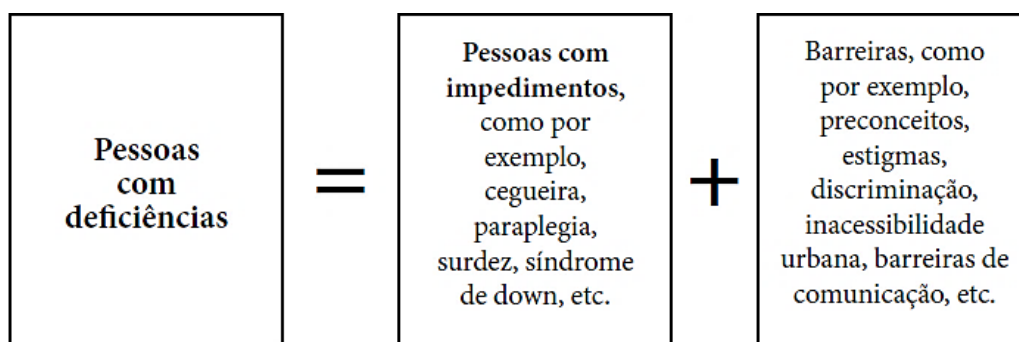 Pessoas
com
deficiências
=
Pessoas com
impedimentos,
como por
exemplo,
cegueira,
paraplegia,
surdez, síndrome
de down, etc.
+
Barreiras, como
por exemplo,
preconceitos,
estigmas,
discriminação,
inacessibilidade
urbana, barreiras de
comunicação, etc.